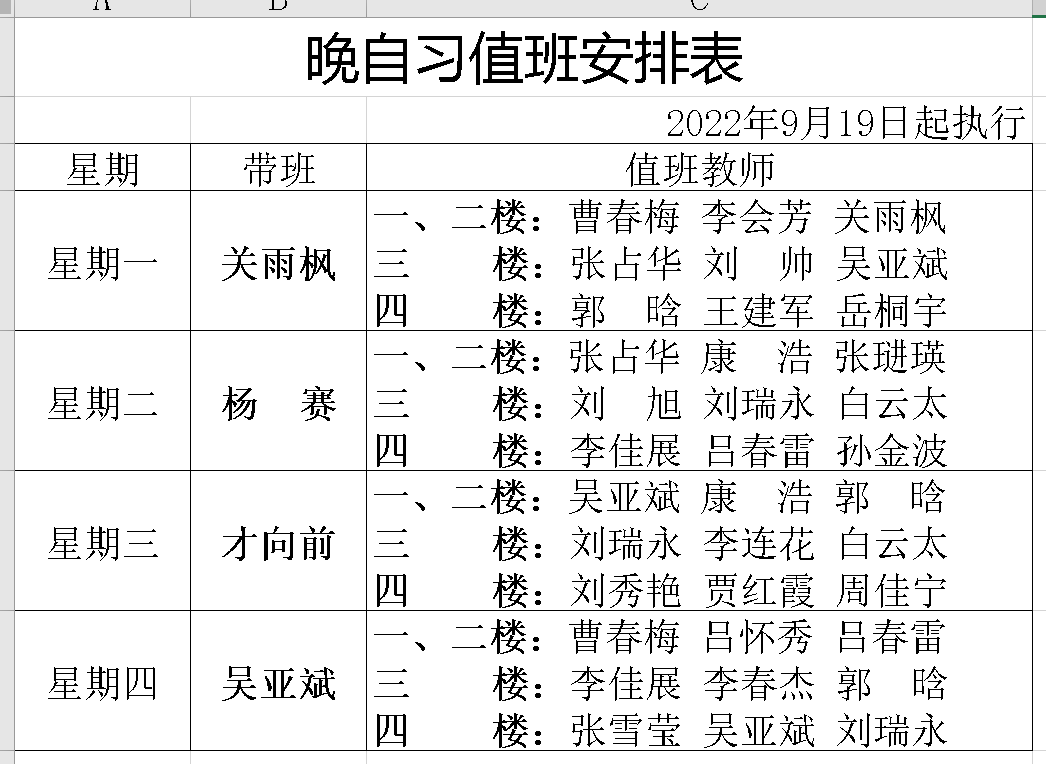 A B C
晚自习值班安排表
2022年9月19日起执行
星期 带班 值班教师
星期一 关雨枫
一、二楼：曹春梅 李会芳 关雨枫
三 楼：张占华 刘 帅 吴亚斌
四 楼：郭 晗 王建军 岳桐宇
星期二 杨 赛
一、二楼：张占华 康 浩 张琎瑛
三 楼：刘 旭 刘瑞永 白云太
四 楼：李佳展 吕春雷 孙金波
星期三 才向前
一、二楼：吴亚斌 康 浩 郭 晗
三 楼：刘瑞永 李连花 白云太
四 楼：刘秀艳 贾红霞 周佳宁
星期四 吴亚斌
一、二楼：曹春梅 吕怀秀 吕春雷
三 楼：李佳展 李春杰 郭 晗
四 楼：张雪莹 吴亚斌 刘瑞永